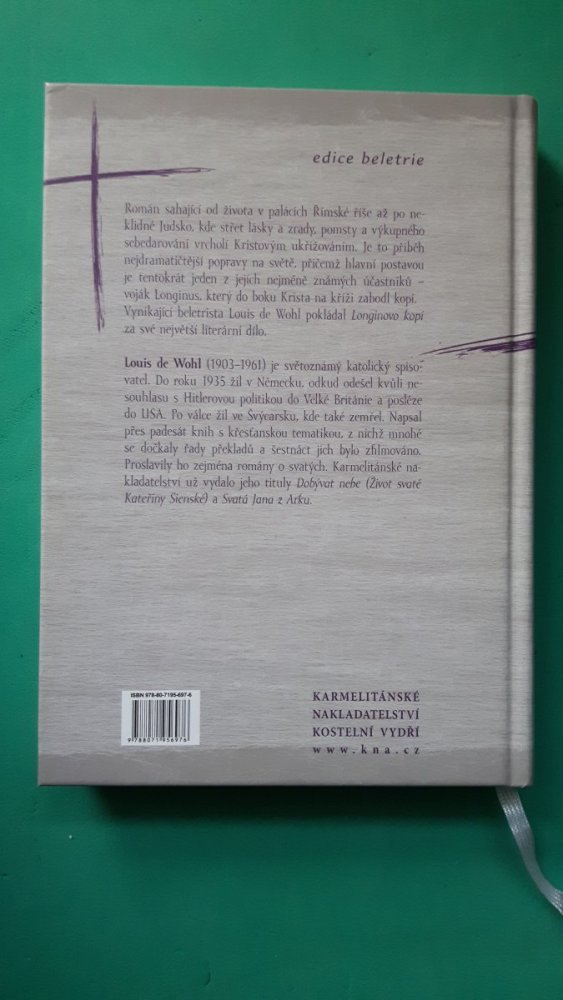 edice beletrie
Román sahající od života v palácích Římské říše až po ne-
klidné Judsko, kde střet lásky a zrady, pomsty a výkupného
sebedarování vrcholí Kristovým ukřižováním. Je to příběh
nejdramatičtější popravy na světě, přičemž hlavní postavou
je tentokrát jeden z jejích nejméně známých účastníků –
voják Longinus, který do boku Krista na kříži zabodl kopí.
Vynikající beletrista Louis de Wohl pokládal Longinovo kopí
za své největší literární dílo.
Louis de Wohl (1903–1961) je světoznámý katolický spiso-
vatel. Do roku 1935 žil v Německu, odkud odešel kvůli ne-
souhlasu s Hitlerovou politikou do Velké Británie a posléze
do USA. Po válce žil ve Švýcarsku, kde také zemřel. Napsal
přes padesát knih s křesťanskou tematikou, z nichž mnohé
se dočkaly řady překladů a šestnáct jich bylo zfilmováno.
Proslavily ho zejména romány o svatých. Karmelitánské na-
kladatelství už vydalo jeho tituly Dobývat nebe (Život svaté
Kateřiny Sienské) a Svatá Jana z Arku.
ISBN 978-80-7195-697-6
9 788071 956976
KARMELITÁNSKÉ
NAKLADATELSTVÍ
KOSTELNÍ VYDŘÍ
www.kna.cz